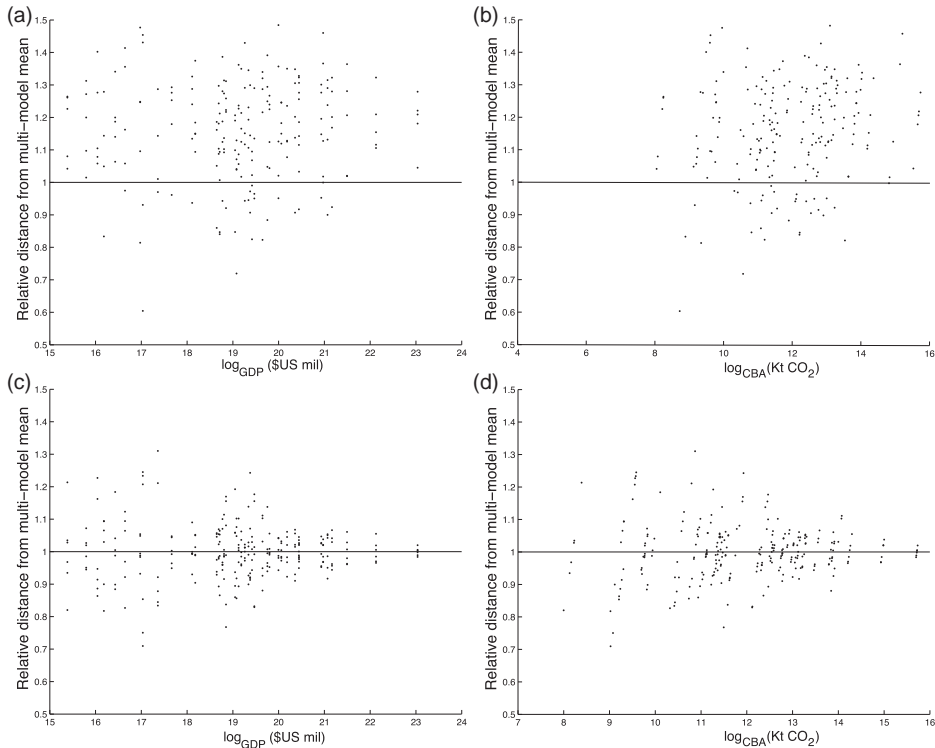 (a)
Relative distance from multi−model mean
1.5
1.4
1.3
1.2
1.1
1
0.9
0.8
0.7
0.6
0.5
15 16 17 18 19 20 21 22 23 24
log_GDP ($US mil)
(b)
Relative distance from multi−model mean
1.5
1.4
1.3
1.2
1.1
1
0.9
0.8
0.7
0.6
0.5
4 6 8 10 12 14 16
log_CBA(Kt CO₂)
(c)
Relative distance from multi−model mean
1.5
1.4
1.3
1.2
1.1
1
0.9
0.8
0.7
0.6
0.5
15 16 17 18 19 20 21 22 23 24
log_GDP ($US mil)
(d)
Relative distance from multi−model mean
1.5
1.4
1.3
1.2
1.1
1
0.9
0.8
0.7
0.6
0.5
7 8 9 10 11 12 13 14 15 16
log_CBA(Kt CO₂)